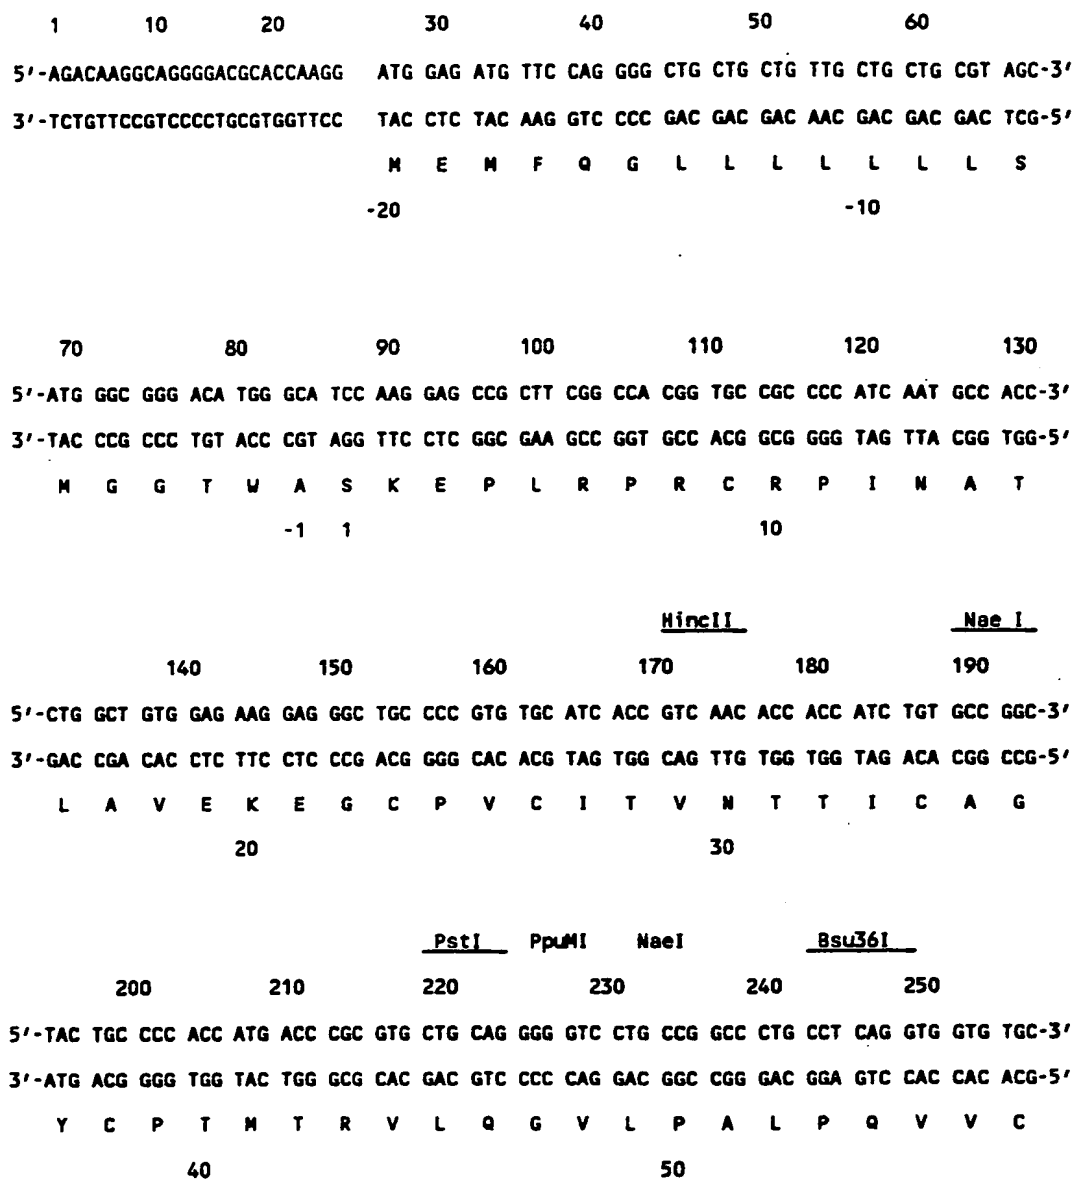 1 10 20 30 40 50 60
5'-AGACAAGGCAGGGGACGCACCAAGG ATG GAG ATG TTC CAG GGG CTG CTG CTG TTG CTG CTG CGT AGC-3'
3'-TCTGTTCCGTCCCCTGCGTGGTTCC TAC CTC TAC AAG GTC CCC GAC GAC GAC AAC GAC GAC GAC TCG-5'
M E M F Q G L L L L L L L S
-20 -10
70 80 90 100 110 120 130
5'-ATG GGC GGG ACA TGG GCA TCC AAG GAG CCG CTT CGG CCA CGG TGC CGC CCC ATC AAT GCC ACC-3'
3'-TAC CCG CCC TGT ACC CGT AGG TTC CTC GGC GAA GCC GGT GCC ACG GCG GGG TAG TTA CGG TGG-5'
M G G T W A S K E P L R P R C R P I N A T
-1 1 10
HincII Nae I
140 150 160 170 180 190
5'-CTG GCT GTG GAG AAG GAG GGC TGC CCC GTG TGC ATC ACC GTC AAC ACC ACC ATC TGT GCC GGC-3'
3'-GAC CGA CAC CTC TTC CTC CCG ACG GGG CAC ACG TAG TGG CAG TTG TGG TGG TAG ACA CGG CCG-5'
L A V E K E G C P V C I T V N T T I C A G
20 30
PstI PpuMI NaeI Bsu36I
200 210 220 230 240 250
5'-TAC TGC CCC ACC ATG ACC CGC GTG CTG CAG GGG GTC CTG CCG GCC CTG CCT CAG GTG GTG TGC-3'
3'-ATG ACG GGG TGG TAC TGG GCG CAC GAC GTC CCC CAG GAC GGC CGG GAC GGA GTC CAC CAC ACG-5'
Y C P T M T R V L Q G V L P A L P Q V V C
40 50